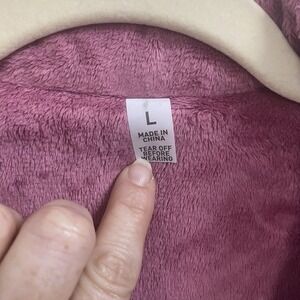 L
MADE IN
CHINA
TEAR OFF
BEFORE
WEARING